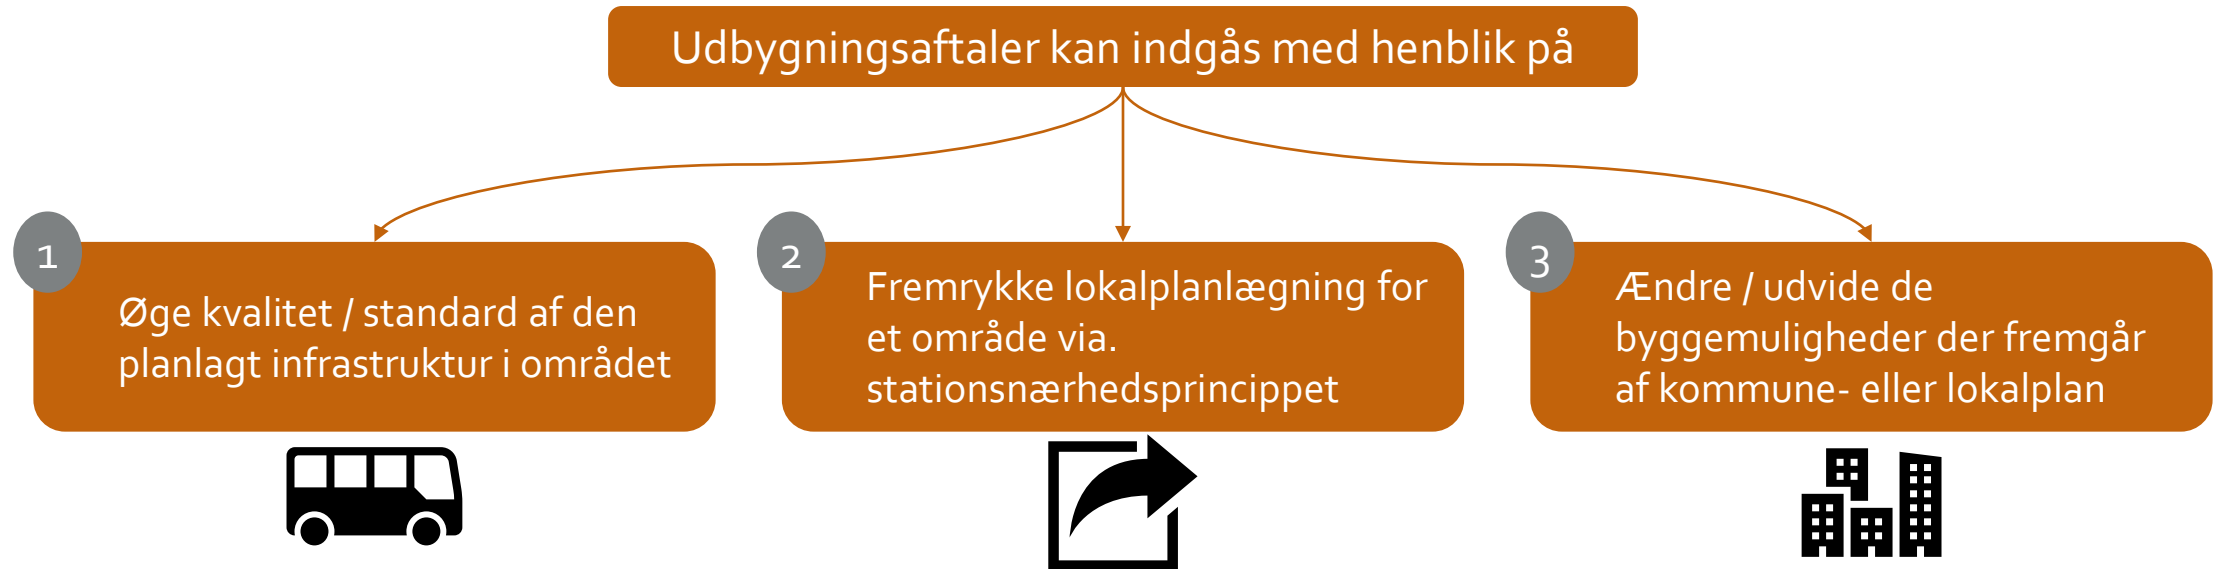 Udbygningsaftaler kan indgås med henblik på
1
Øge kvalitet / standard af den
planlagt infrastruktur i området
2
Fremrykke lokalplanlægning for
et område via.
stationsnærhedsprincippet
3
Ændre / udvide de
byggemuligheder der fremgår
af kommune- eller lokalplan